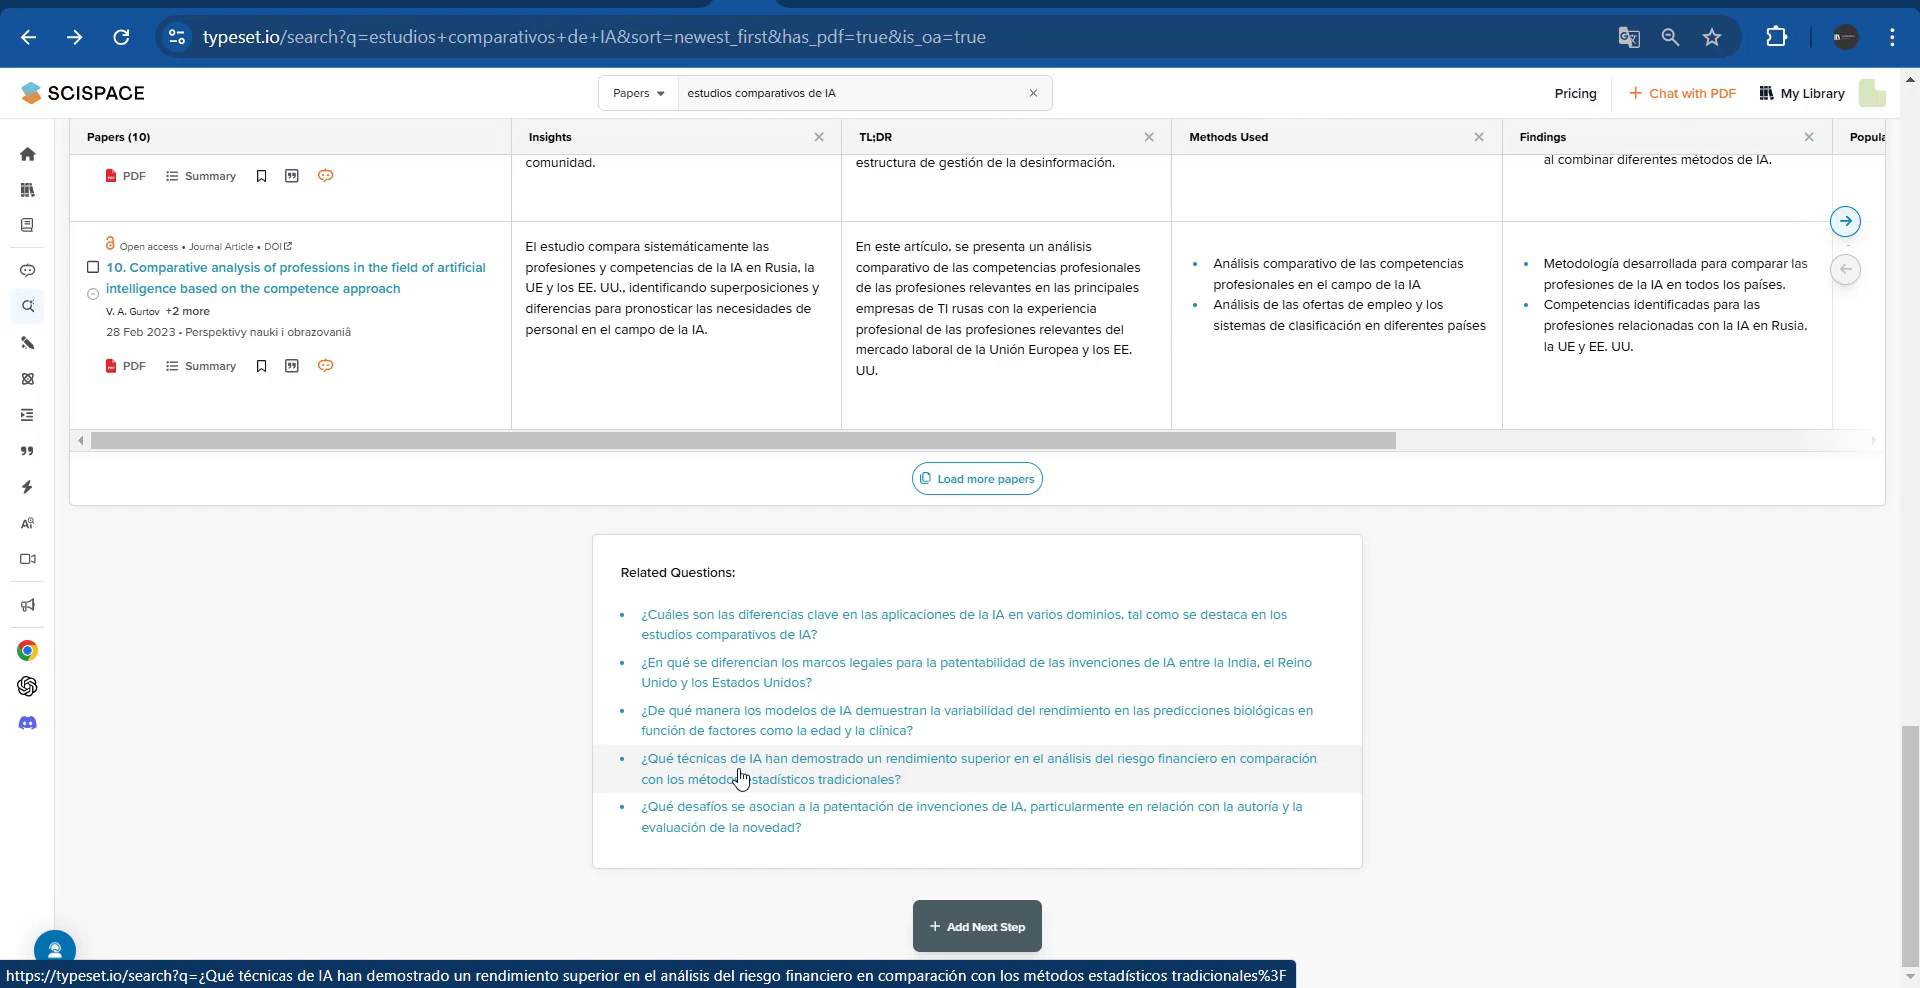 typeset.io/search?q=estudios+comparativos+de+IA&sort=newest_first&has_pdf=true&is_oa=true
SCISPACE
Papers
estudios comparativos de IA
Pricing
+ Chat with PDF
My Library
Papers (10)
Insights
TL;DR
Methods Used
Findings
Popula
comunidad.
estructura de gestión de la desinformación.
al combinar diferentes métodos de IA.
PDF
Summary
Open access • Journal Article • DOI
10. Comparative analysis of professions in the field of artificial
intelligence based on the competence approach
V. A. Gurtov +2 more
28 Feb 2023 - Perspektivy nauki i obrazovaniâ
PDF
Summary
El estudio compara sistemáticamente las
profesiones y competencias de la IA en Rusia, la
UE y los EE. UU., identificando superposiciones y
diferencias para pronosticar las necesidades de
personal en el campo de la IA.
En este artículo, se presenta un análisis
comparativo de las competencias profesionales
de las profesiones relevantes en las principales
empresas de TI rusas con la experiencia
profesional de las profesiones relevantes del
mercado laboral de la Unión Europea y los EE.
UU.
• Análisis comparativo de las competencias
profesionales en el campo de la IA
• Análisis de las ofertas de empleo y los
sistemas de clasificación en diferentes países
• Metodología desarrollada para comparar las
profesiones de la IA en todos los países.
• Competencias identificadas para las
profesiones relacionadas con la IA en Rusia,
la UE y EE. UU.
Load more papers
Related Questions:
• ¿Cuáles son las diferencias clave en las aplicaciones de la IA en varios dominios, tal como se destaca en los
estudios comparativos de IA?
• ¿En qué se diferencian los marcos legales para la patentabilidad de las invenciones de IA entre la India, el Reino
Unido y los Estados Unidos?
• ¿De qué manera los modelos de IA demuestran la variabilidad del rendimiento en las predicciones biológicas en
función de factores como la edad y la clínica?
• ¿Qué técnicas de IA han demostrado un rendimiento superior en el análisis del riesgo financiero en comparación
con los métodos estadísticos tradicionales?
• ¿Qué desafíos se asocian a la patentación de invenciones de IA, particularmente en relación con la autoría y la
evaluación de la novedad?
+ Add Next Step
https://typeset.io/search?q=¿Qué técnicas de IA han demostrado un rendimiento superior en el análisis del riesgo financiero en comparación con los métodos estadísticos tradicionales%3F